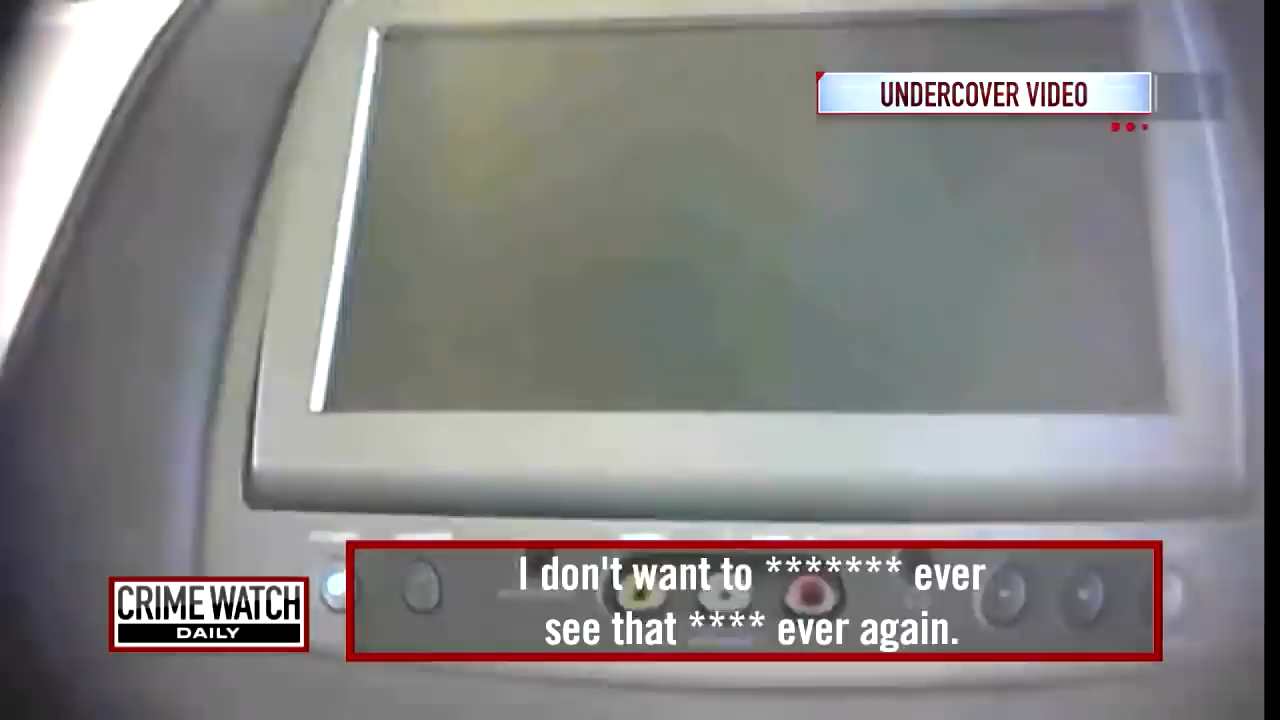 UNDERCOVER VIDEO
I don't want to ******* ever
see that **** ever again.
CRIME WATCH
DAILY